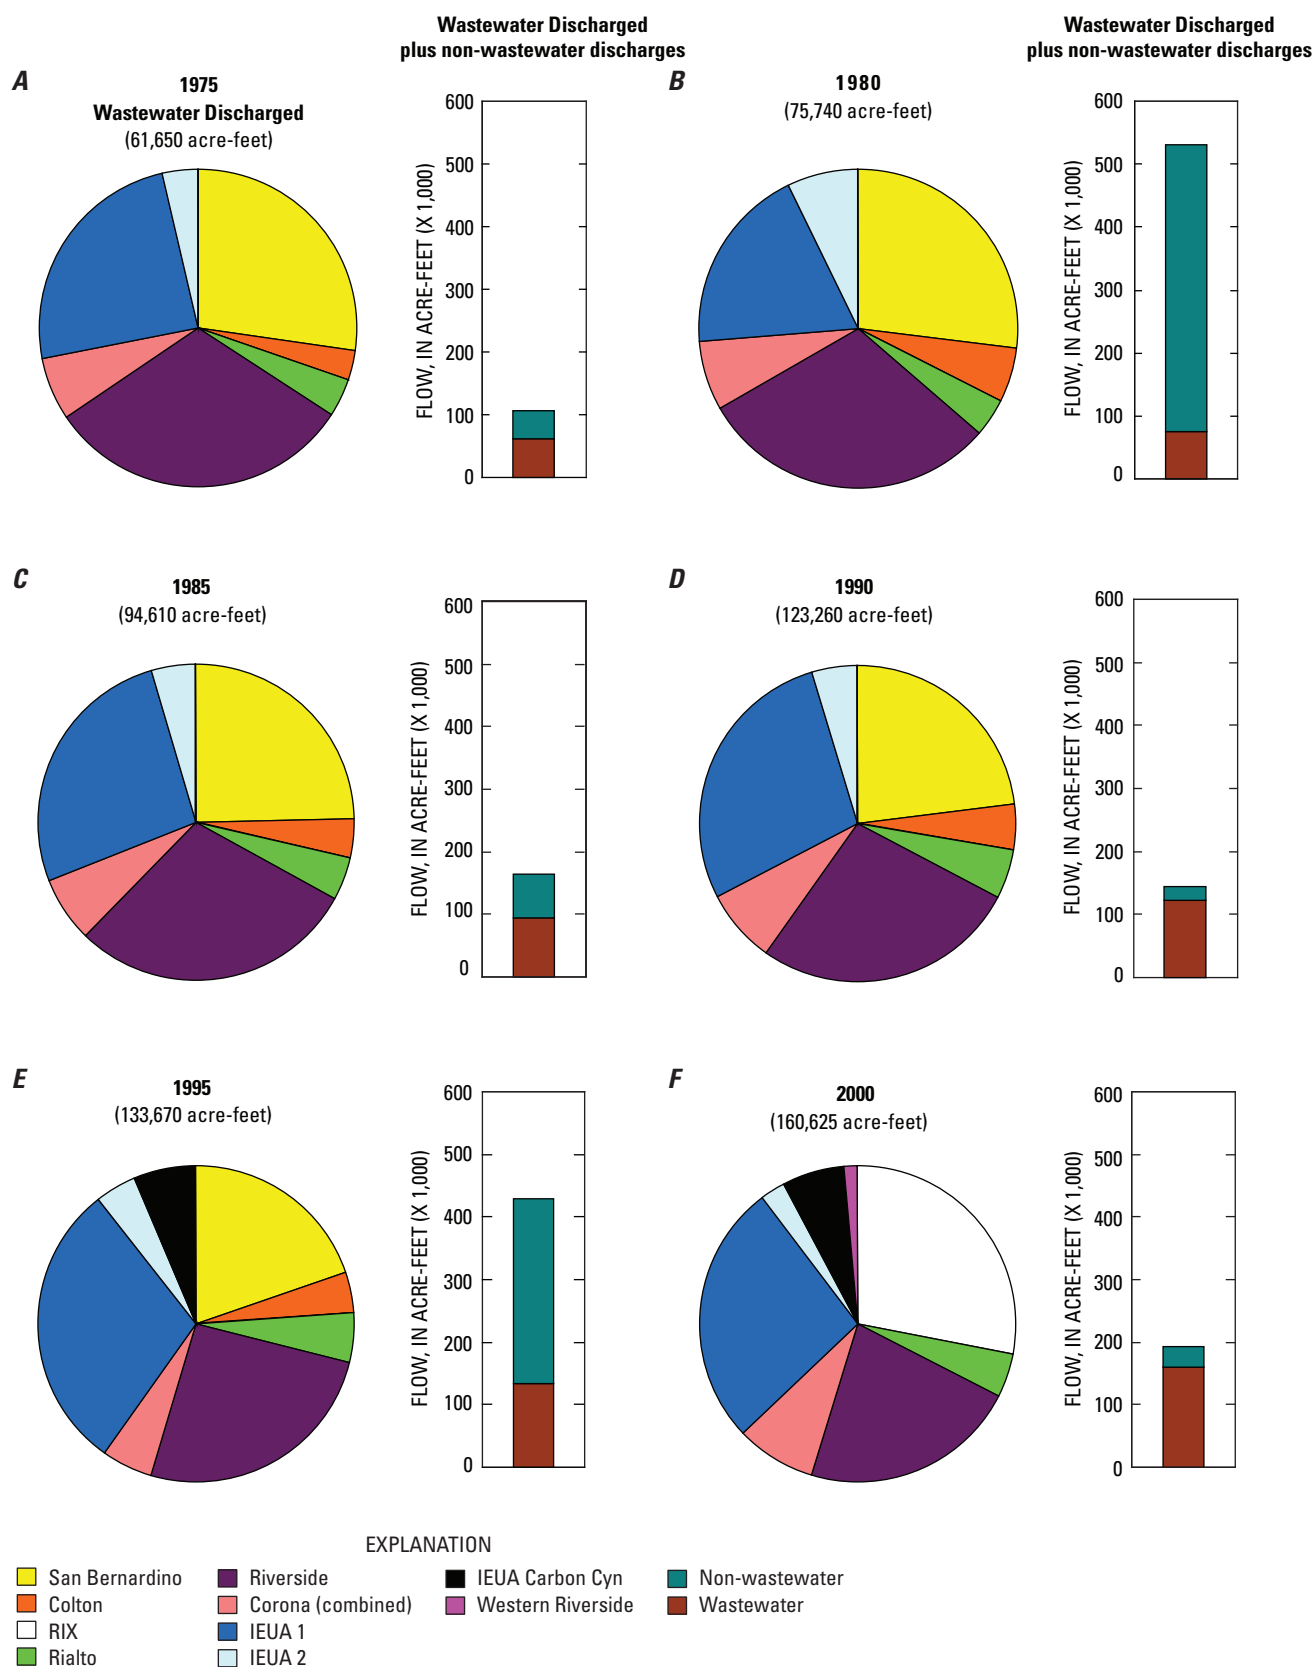 Wastewater Discharged
plus non-wastewater discharges
Wastewater Discharged
plus non-wastewater discharges
A
1975
Wastewater Discharged
(61,650 acre-feet)
FLOW, IN ACRE-FEET (X 1,000)
600
500
400
300
200
100
0
B
1980
(75,740 acre-feet)
FLOW, IN ACRE-FEET (X 1,000)
600
500
400
300
200
100
0
C
1985
(94,610 acre-feet)
FLOW, IN ACRE-FEET (X 1,000)
600
500
400
300
200
100
0
D
1990
(123,260 acre-feet)
FLOW, IN ACRE-FEET (X 1,000)
600
500
400
300
200
100
0
E
1995
(133,670 acre-feet)
FLOW, IN ACRE-FEET (X 1,000)
600
500
400
300
200
100
0
F
2000
(160,625 acre-feet)
FLOW, IN ACRE-FEET (X 1,000)
600
500
400
300
200
100
0
EXPLANATION
San Bernardino
Colton
RIX
Rialto
Riverside
Corona (combined)
IEUA 1
IEUA 2
IEUA Carbon Cyn
Western Riverside
Non-wastewater
Wastewater